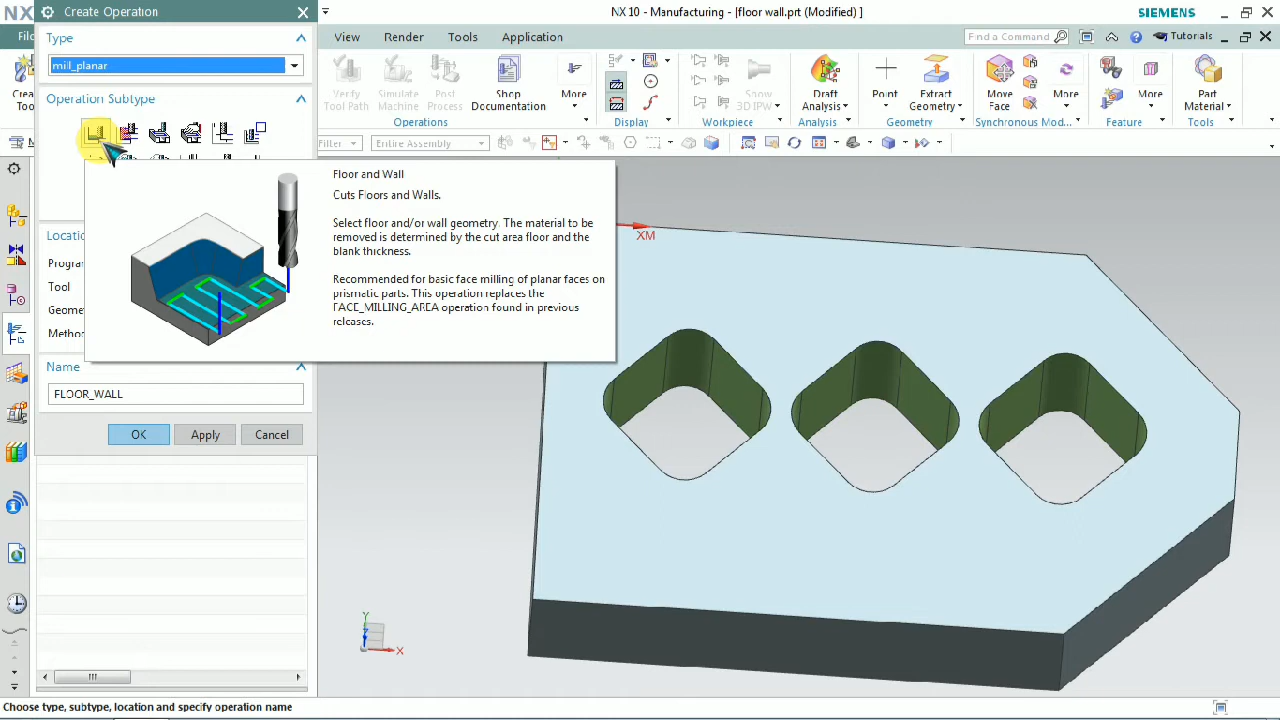 NX
Create Operation
NX 10 - Manufacturing - [floor wall.prt (Modified) ]
SIEMENS
View
Render
Tools
Application
Find a Command
Tutorials
Type
mill_planar
Operation Subtype
Verify Tool Path
Simulate Machine
Post Process
Shop Documentation
More
Operations
Display
Show 3D IPW
Workpiece
Draft Analysis
Analysis
Point
Extract Geometry
Geometry
Move Face
More
Synchronous Mod...
More
Feature
Part Material
Tools
Filter
Entire Assembly
Floor and Wall
Cuts Floors and Walls.
Select floor and/or wall geometry. The material to be
removed is determined by the cut area floor and the
blank thickness.
Recommended for basic face milling of planar faces on
prismatic parts. This operation replaces the
FACE_MILLING_AREA operation found in previous
releases.
XM
Tool
Name
FLOOR_WALL
OK
Apply
Cancel
Y
X
Choose type, subtype, location and specify operation name